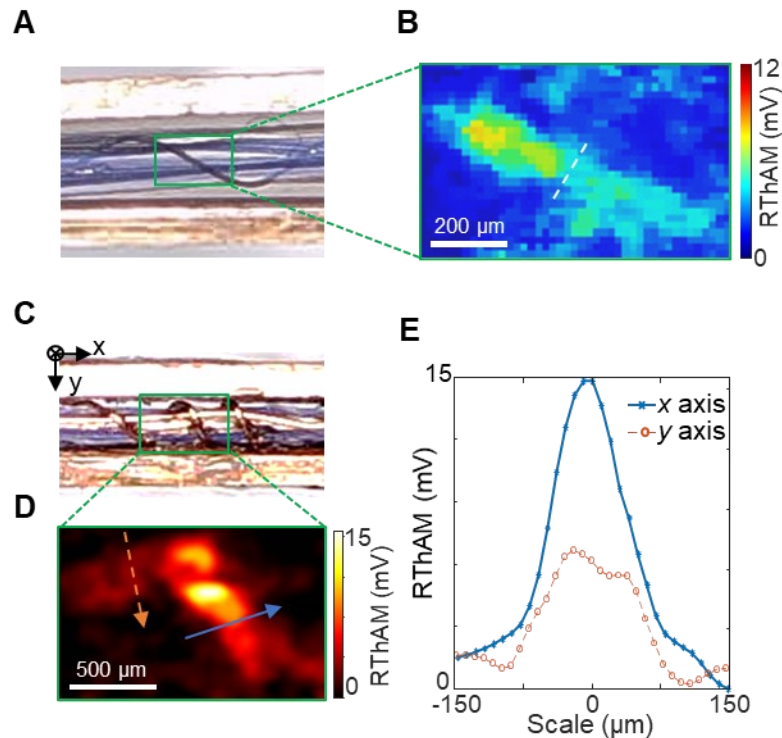 A
B
12
RThAM (mV)
0
200 µm
C
x
y
E
15
x axis
y axis
RThAM (mV)
0
-150
0
150
Scale (µm)
D
15
RThAM (mV)
0
500 µm